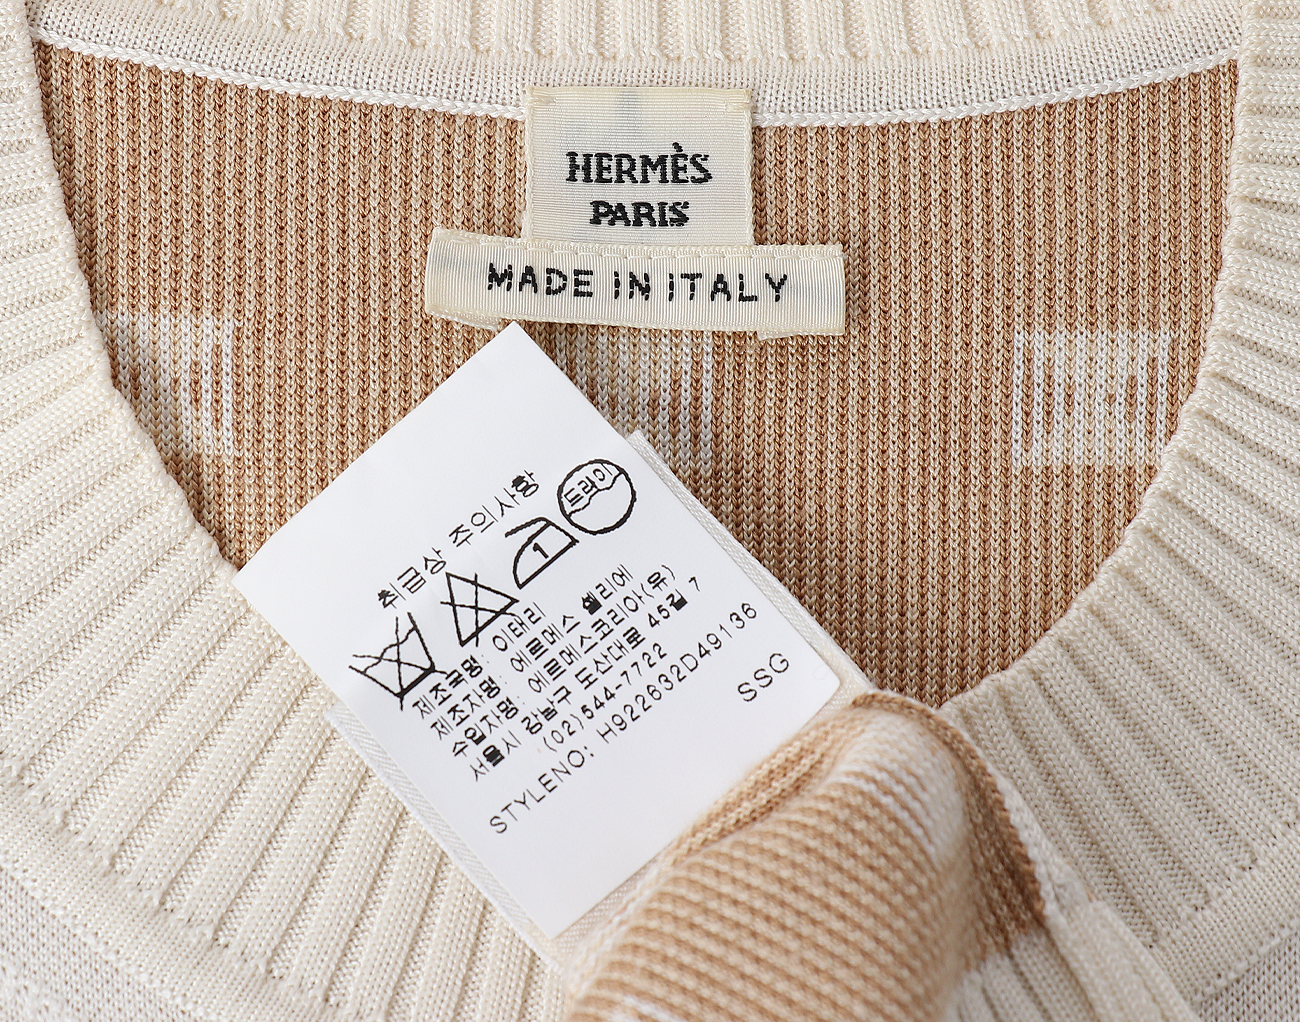 HERMÈS
PARIS
MADE IN ITALY
취급상 주의사항
1
드라이
제조국명: 이태리
제조자명: 에르메스 셀리에
수입자명: 에르메스코리아(유)
서울시 강남구 도산대로 45길 7
(02)544-7722
STYLENO: H922632D49136
SSG